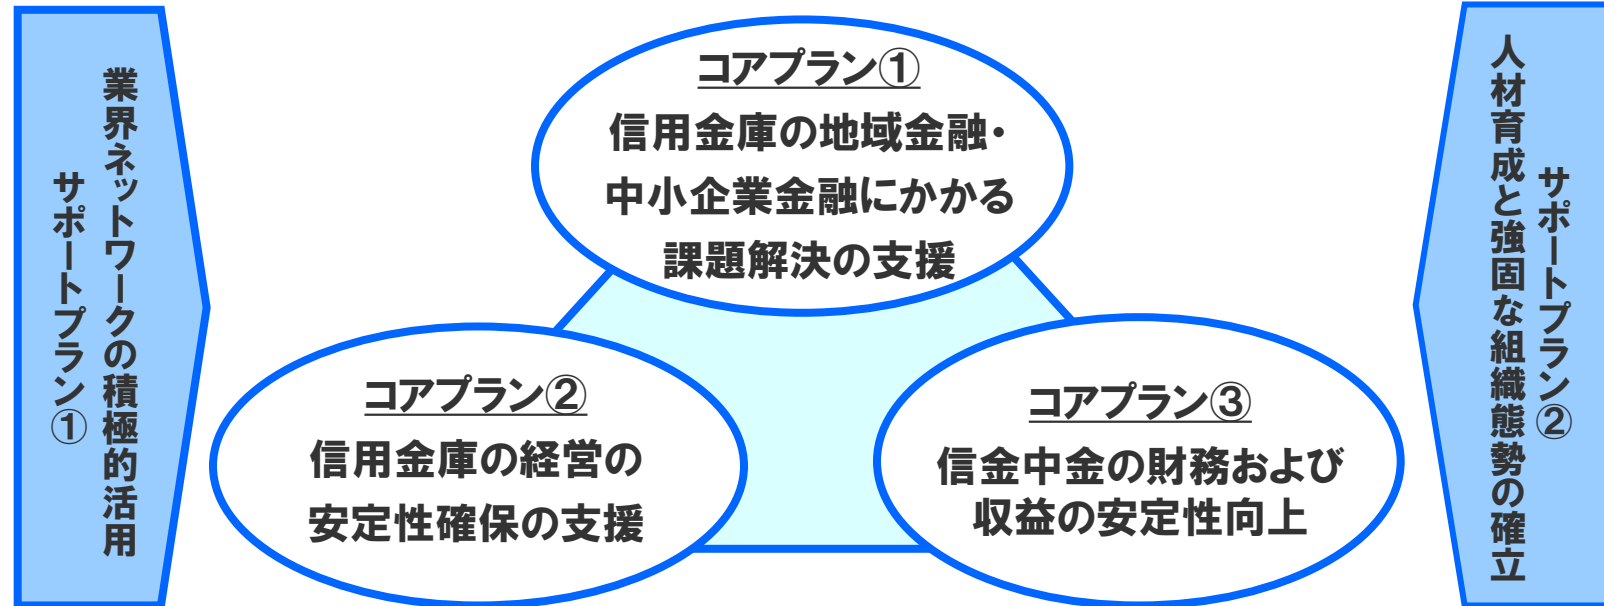 サポートプラン①
業界ネットワークの積極的活用
コアプラン①
信用金庫の地域金融・
中小企業金融にかかる
課題解決の支援
コアプラン②
信用金庫の経営の
安定性確保の支援
コアプラン③
信金中金の財務および
収益の安定性向上
サポートプラン②
人材育成と強固な組織態勢の確立